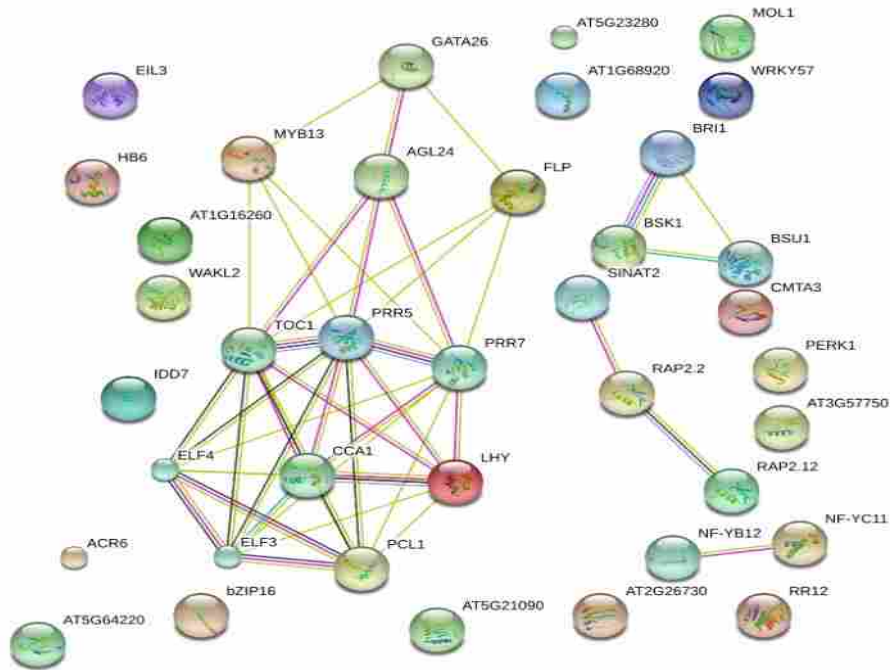 MOL1
AT5G23280
GATA26
EIL3
AT1G68920
WRKY57
MYB13
BRI1
AGL24
FLP
HB6
AT1G16260
BSK1
BSU1
WAKL2
SINAT2
CMTA3
TOC1
PRR5
PRR7
PERK1
IDD7
RAP2.2
AT3G57750
ELF4
CCA1
LHY
RAP2.12
NF-YC11
NF-YB12
ACR6
ELF3
PCL1
bZIP16
AT5G21090
AT2G26730
RR12
AT5G64220